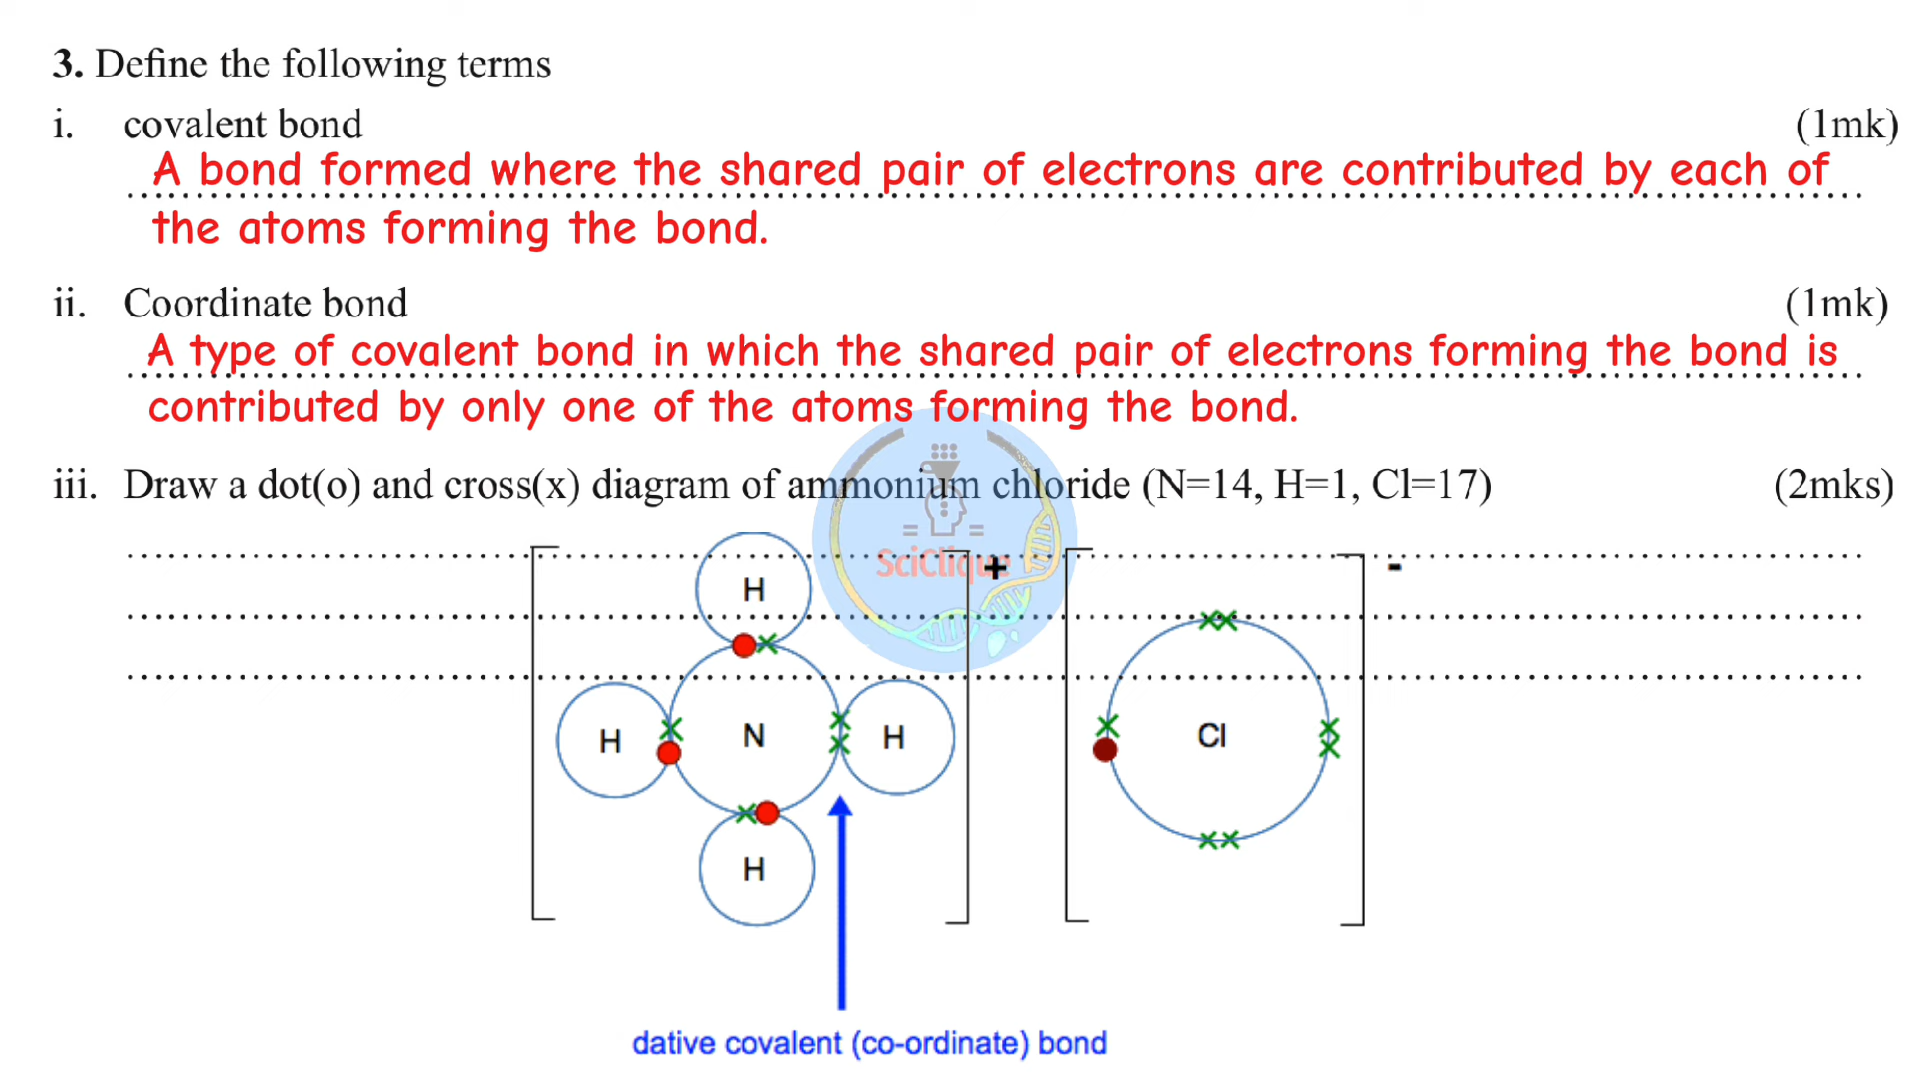 3. Define the following terms
i. covalent bond (1mk)
A bond formed where the shared pair of electrons are contributed by each of
the atoms forming the bond.
ii. Coordinate bond (1mk)
A type of covalent bond in which the shared pair of electrons forming the bond is
contributed by only one of the atoms forming the bond.
iii. Draw a dot(o) and cross(x) diagram of ammonium chloride (N=14, H=1, Cl=17) (2mks)
SciClique
+
-
H
H
N
H
Cl
H
dative covalent (co-ordinate) bond